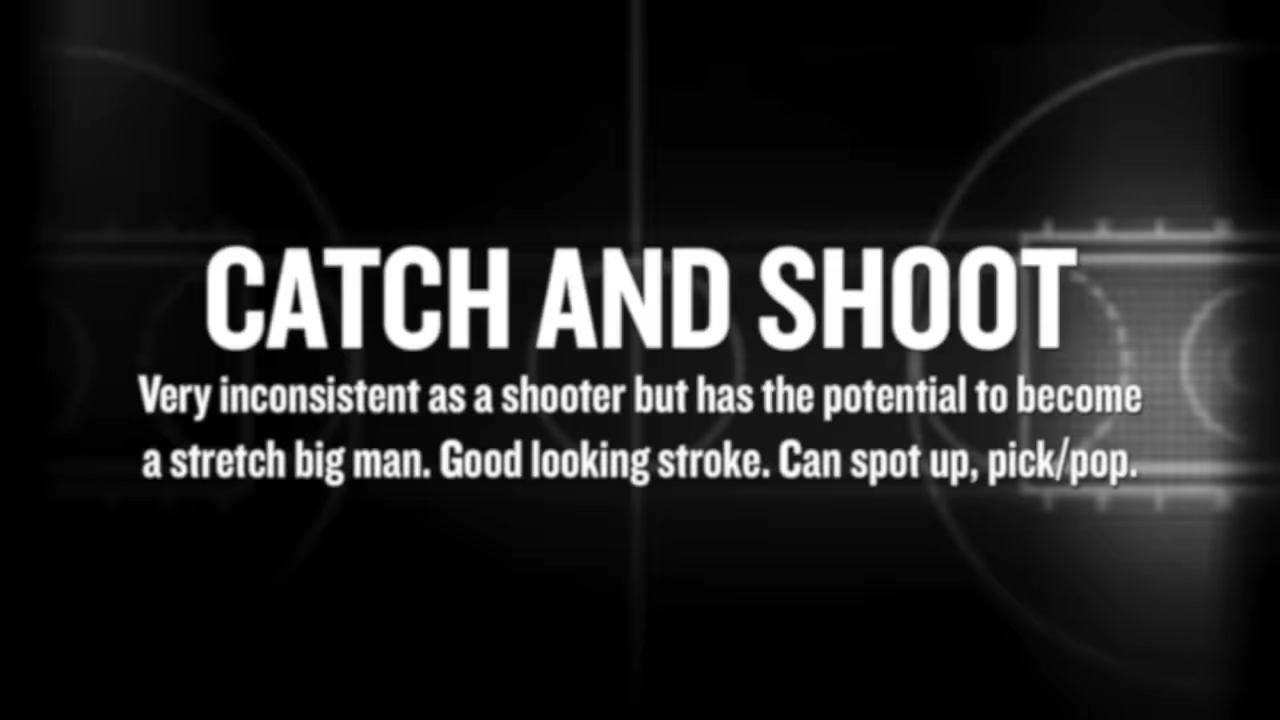 CATCH AND SHOOT
Very inconsistent as a shooter but has the potential to become
a stretch big man. Good looking stroke. Can spot up, pick/pop.